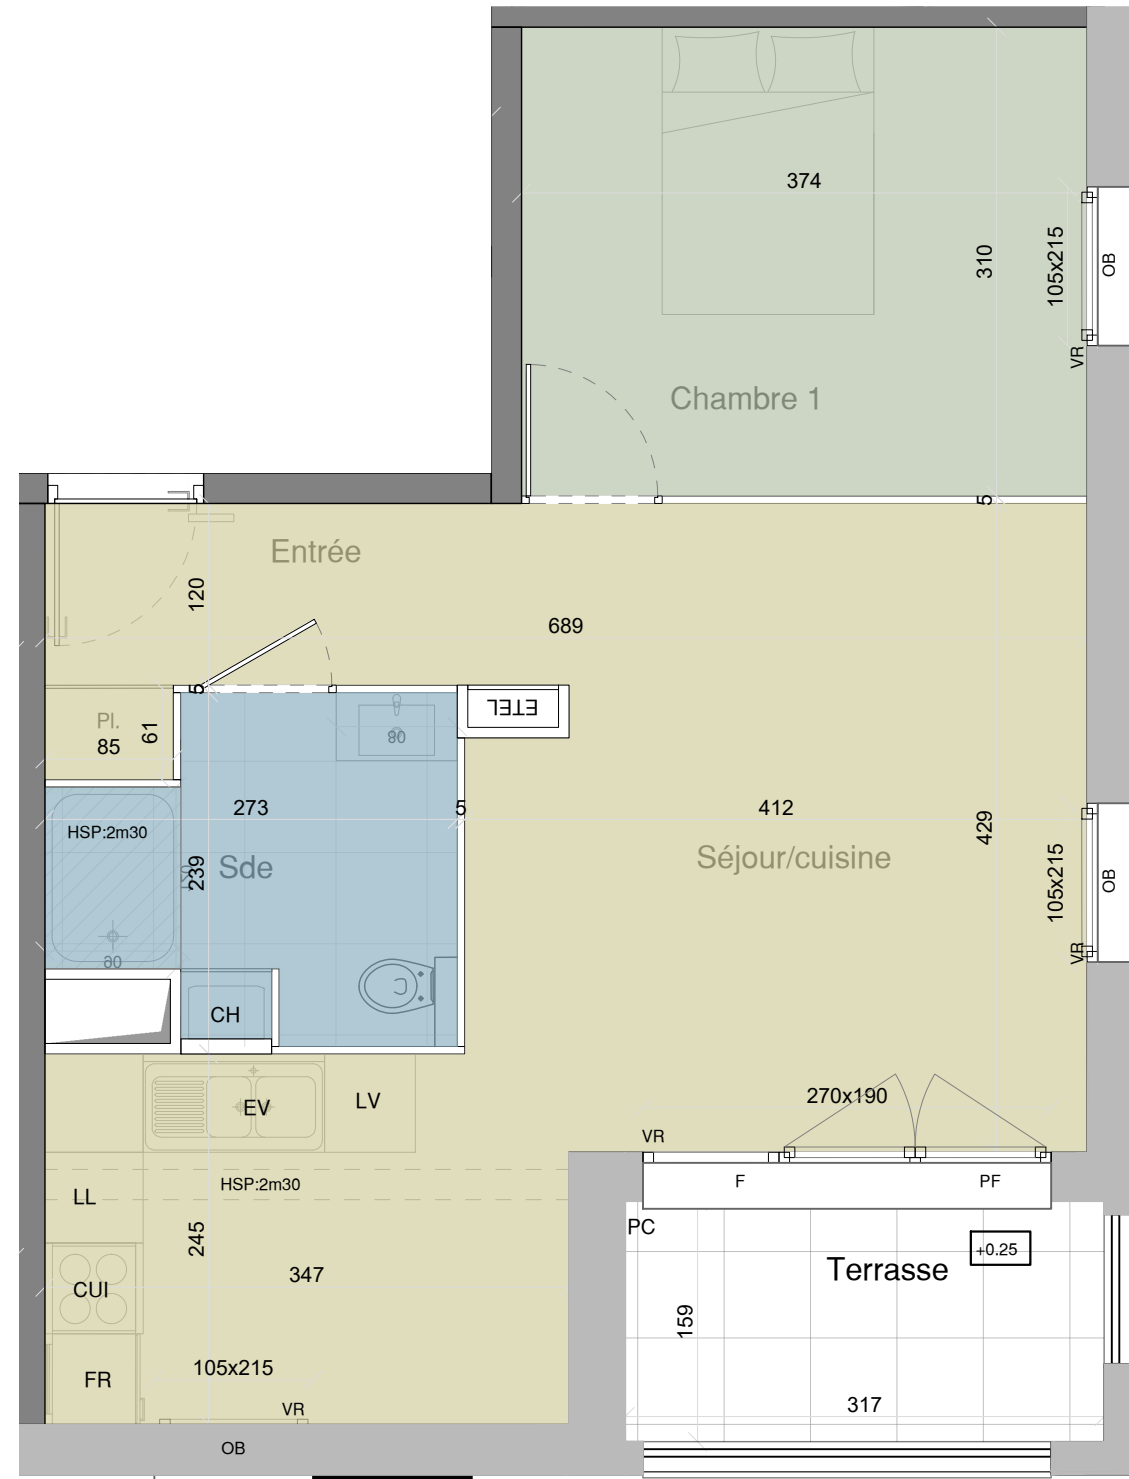 374
310
105x215
OB
VR
Chambre 1
5
Entrée
120
689
5
ETEL
Pl.
85
61
80
273
5
412
429
HSP:2m30
239
120
Sde
Séjour/cuisine
105x215
OB
VR
90
CH
EV
LV
270x190
VR
HSP:2m30
F
PF
LL
PC
245
+0.25
Terrasse
347
CUI
159
105x215
FR
317
VR
OB